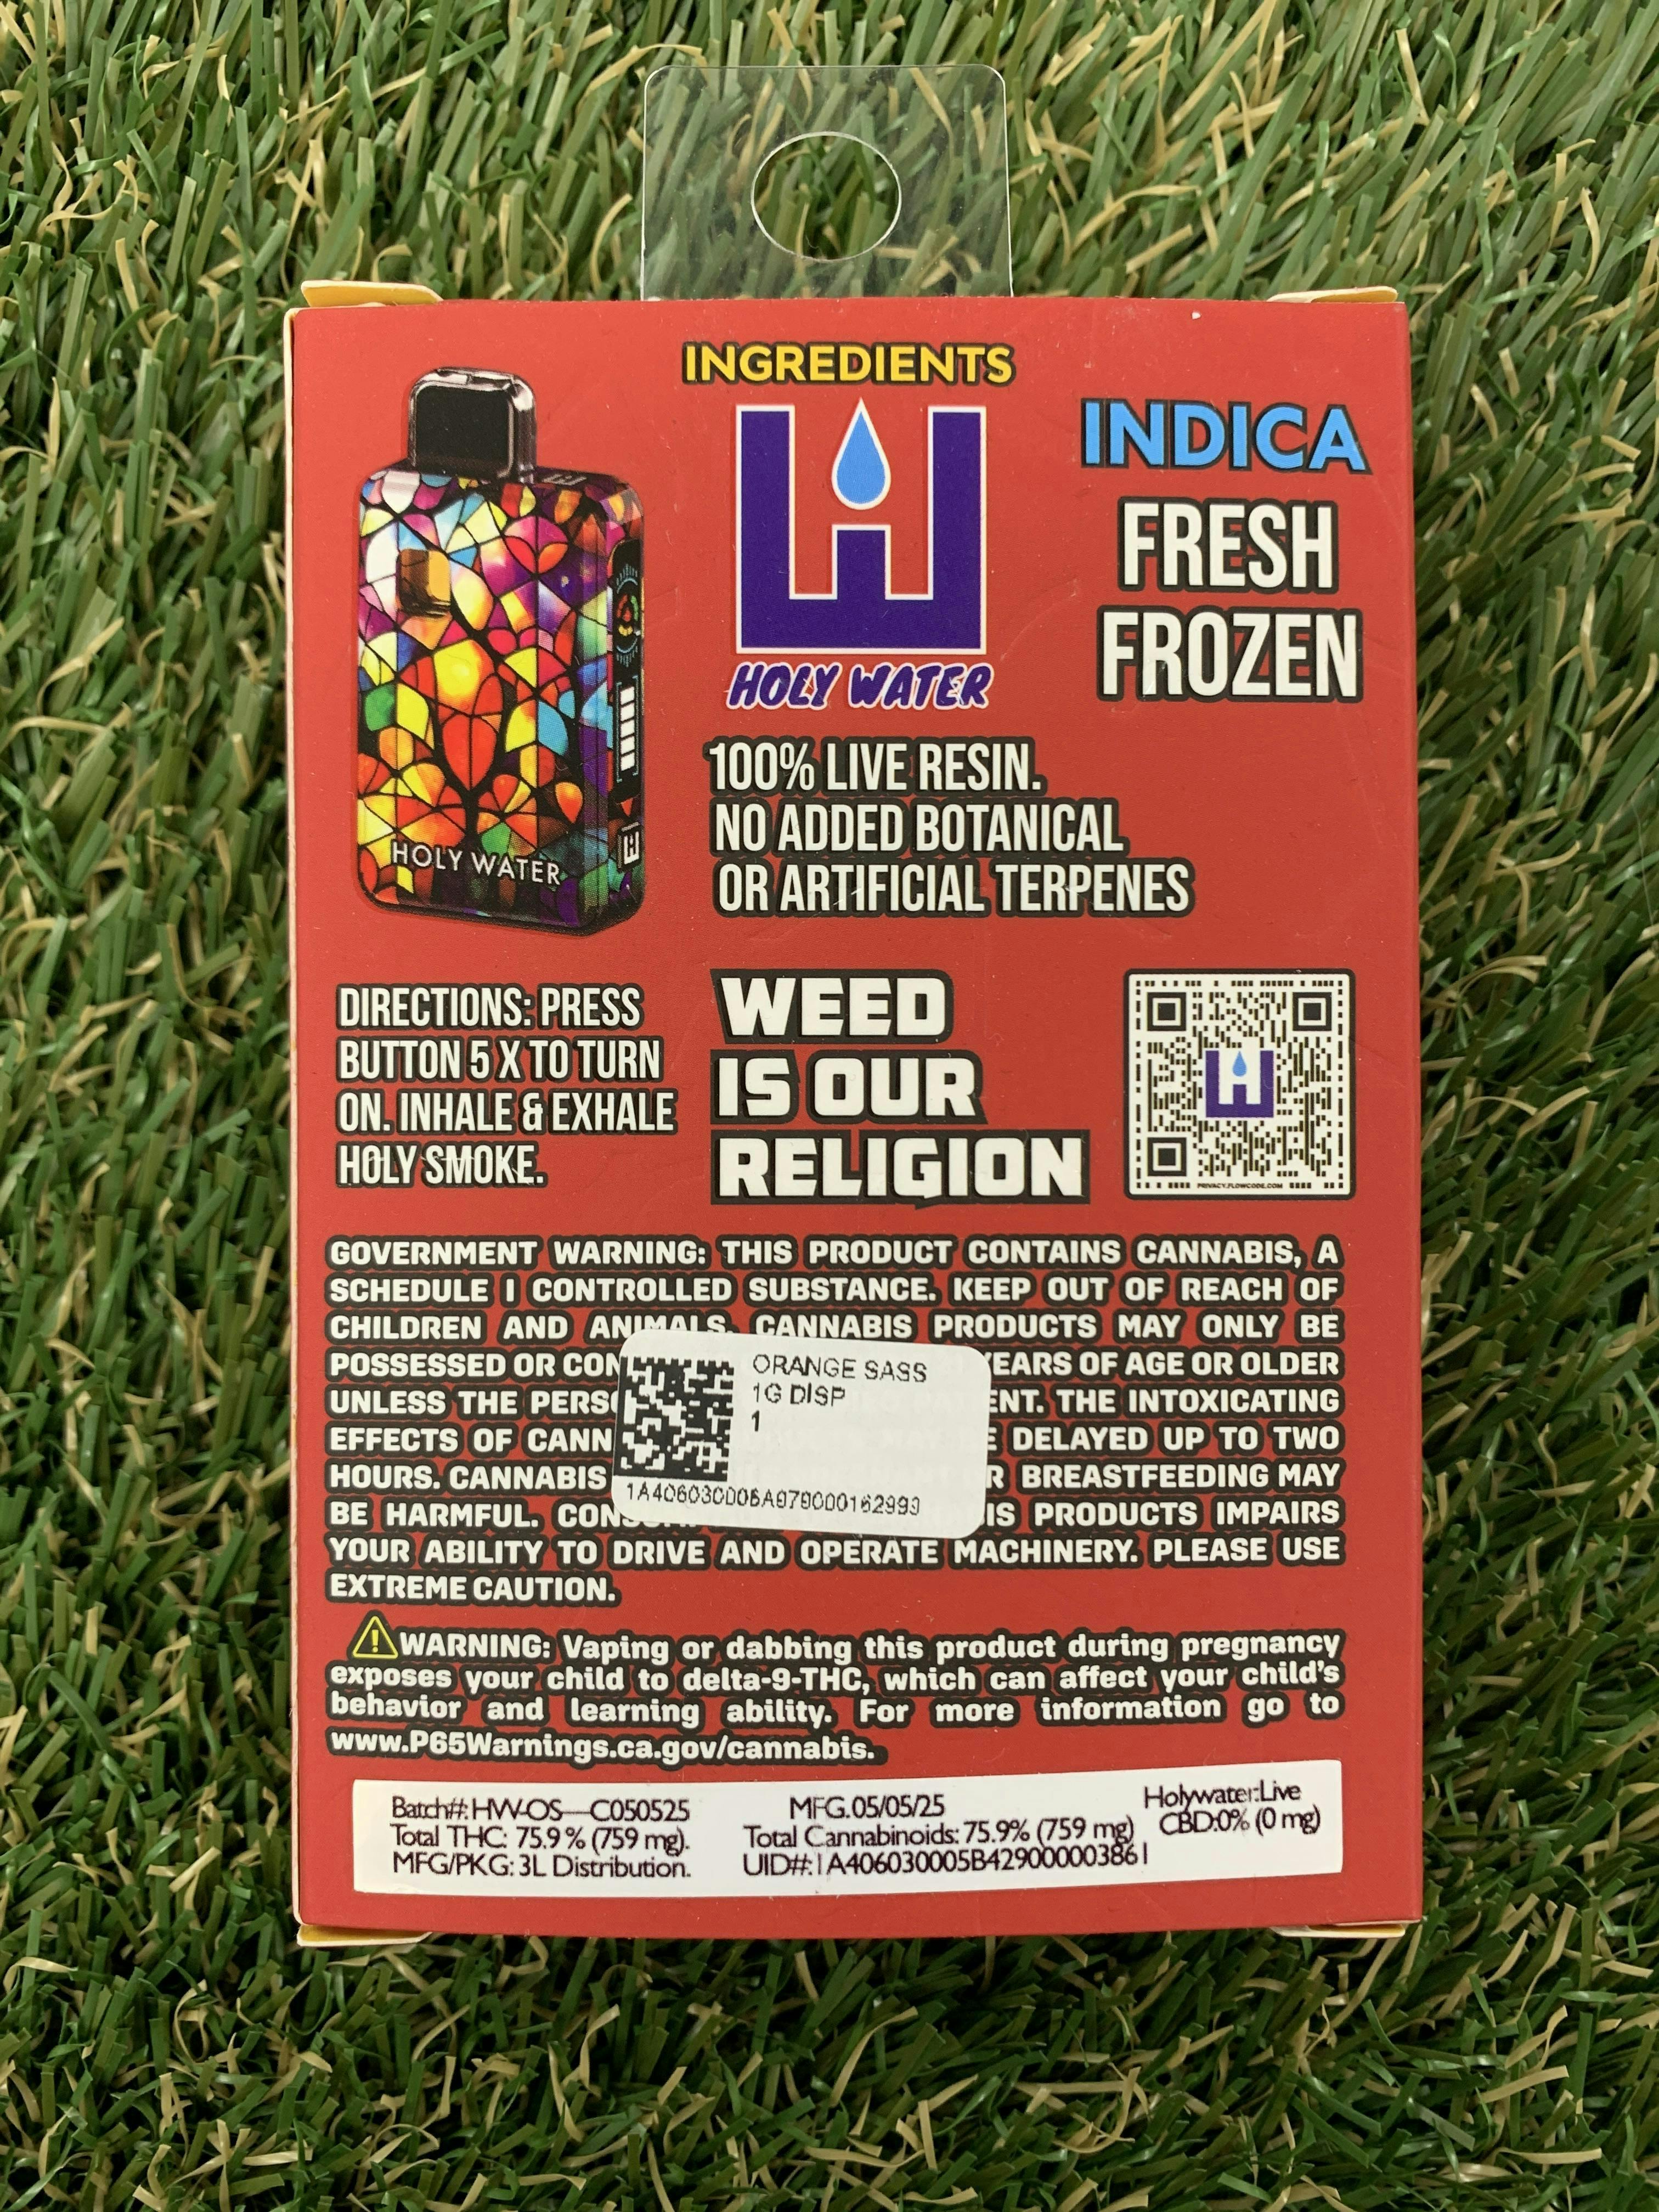 INGREDIENTS
INDICA
FRESH
FROZEN
HOLY WATER
HOLY WATER
100% LIVE RESIN.
NO ADDED BOTANICAL
OR ARTIFICIAL TERPENES
DIRECTIONS: PRESS
BUTTON 5 X TO TURN
ON. INHALE & EXHALE
HOLY SMOKE.
WEED
IS OUR
RELIGION
PRIVACY.FLOWCODE.COM
GOVERNMENT WARNING: THIS PRODUCT CONTAINS CANNABIS, A
SCHEDULE I CONTROLLED SUBSTANCE. KEEP OUT OF REACH OF
CHILDREN AND ANIMALS. CANNABIS PRODUCTS MAY ONLY BE
POSSESSED OR CON YEARS OF AGE OR OLDER
UNLESS THE PERS ENT. THE INTOXICATING
EFFECTS OF CANN E DELAYED UP TO TWO
HOURS. CANNABIS R BREASTFEEDING MAY
BE HARMFUL. CON IS PRODUCTS IMPAIRS
YOUR ABILITY TO DRIVE AND OPERATE MACHINERY. PLEASE USE
EXTREME CAUTION.
ORANGE SASS
1G DISP
1
WARNING: Vaping or dabbing this product during pregnancy
exposes your child to delta-9-THC, which can affect your child's
behavior and learning ability. For more information go to
www.P65Warnings.ca.gov/cannabis.
Batch#: HW-OS—C050525 MFG.05/05/25 Holywater:Live
Total THC: 75.9% (759 mg). Total Cannabinoids: 75.9% (759 mg) CBD:0% (0 mg)
MFG/PKG: 3L Distribution. UID#:1A406030005B429000003861